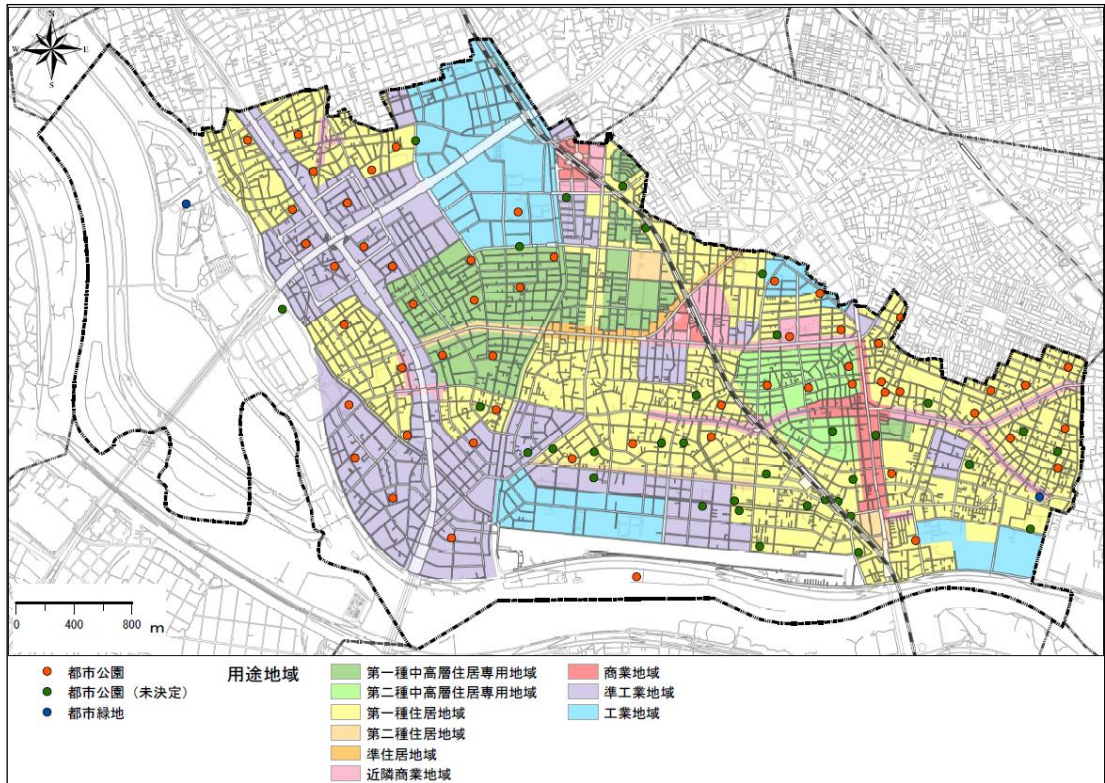 N
W E
S
0 400 800 m
都市公園
都市公園（未決定）
都市緑地
用途地域
第一種中高層住居専用地域
第二種中高層住居専用地域
第一種住居地域
第二種住居地域
準住居地域
近隣商業地域
商業地域
準工業地域
工業地域